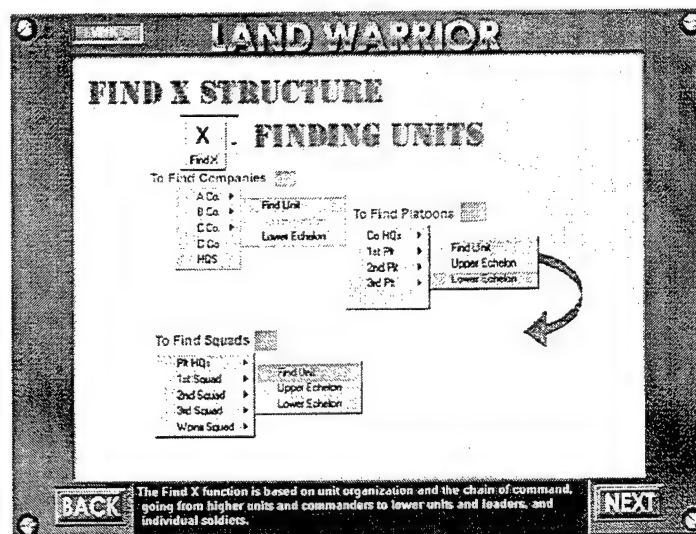 LAND WARRIOR
FIND X STRUCTURE
X - FINDING UNITS
Find X
To Find Companies
A Co.
B Co.
C Co.
D Co
HQS
Find Unit
Lower Echelon
To Find Platoons
Co HQs
1st Plt
2nd Plt
3rd Plt
Find Unit
Upper Echelon
Lower Echelon
To Find Squads
Plt HQs
1st Squad
2nd Squad
3rd Squad
Wpns Squad
Find Unit
Upper Echelon
Lower Echelon
BACK
The Find X function is based on unit organization and the chain of command,
going from higher units and commanders to lower units and leaders, and
individual soldiers.
NEXT